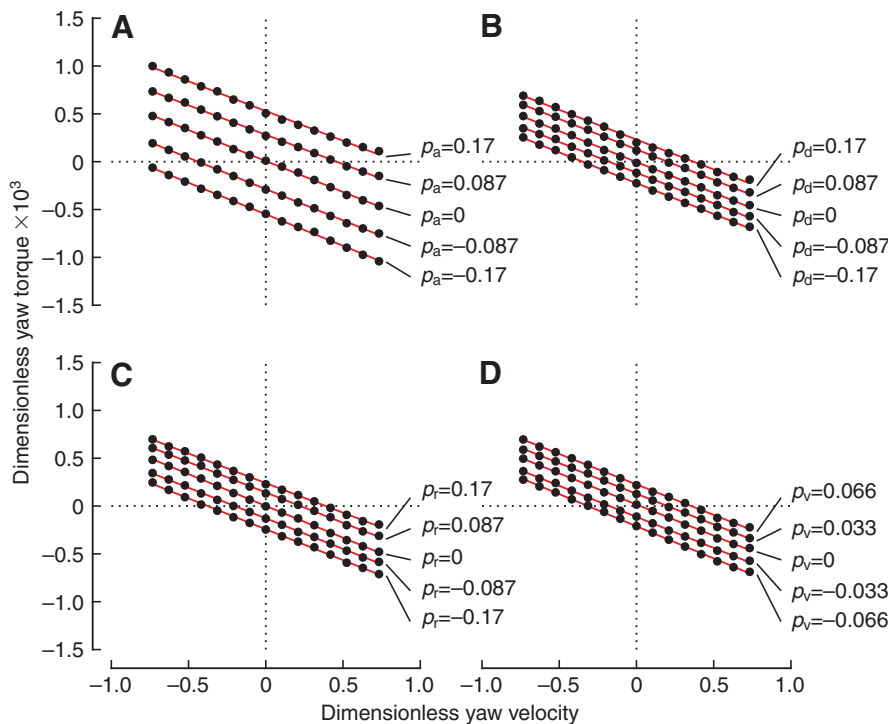 A
1.5
1.0
0.5
0
−0.5
−1.0
−1.5
pa=0.17
pa=0.087
pa=0
pa=−0.087
pa=−0.17
B
pd=0.17
pd=0.087
pd=0
pd=−0.087
pd=−0.17
Dimensionless yaw torque ×10³
C
1.5
1.0
0.5
0
−0.5
−1.0
−1.5
pr=0.17
pr=0.087
pr=0
pr=−0.087
pr=−0.17
−1.0 −0.5 0 0.5 1.0
D
pv=0.066
pv=0.033
pv=0
pv=−0.033
pv=−0.066
−1.0 −0.5 0 0.5 1.0
Dimensionless yaw velocity